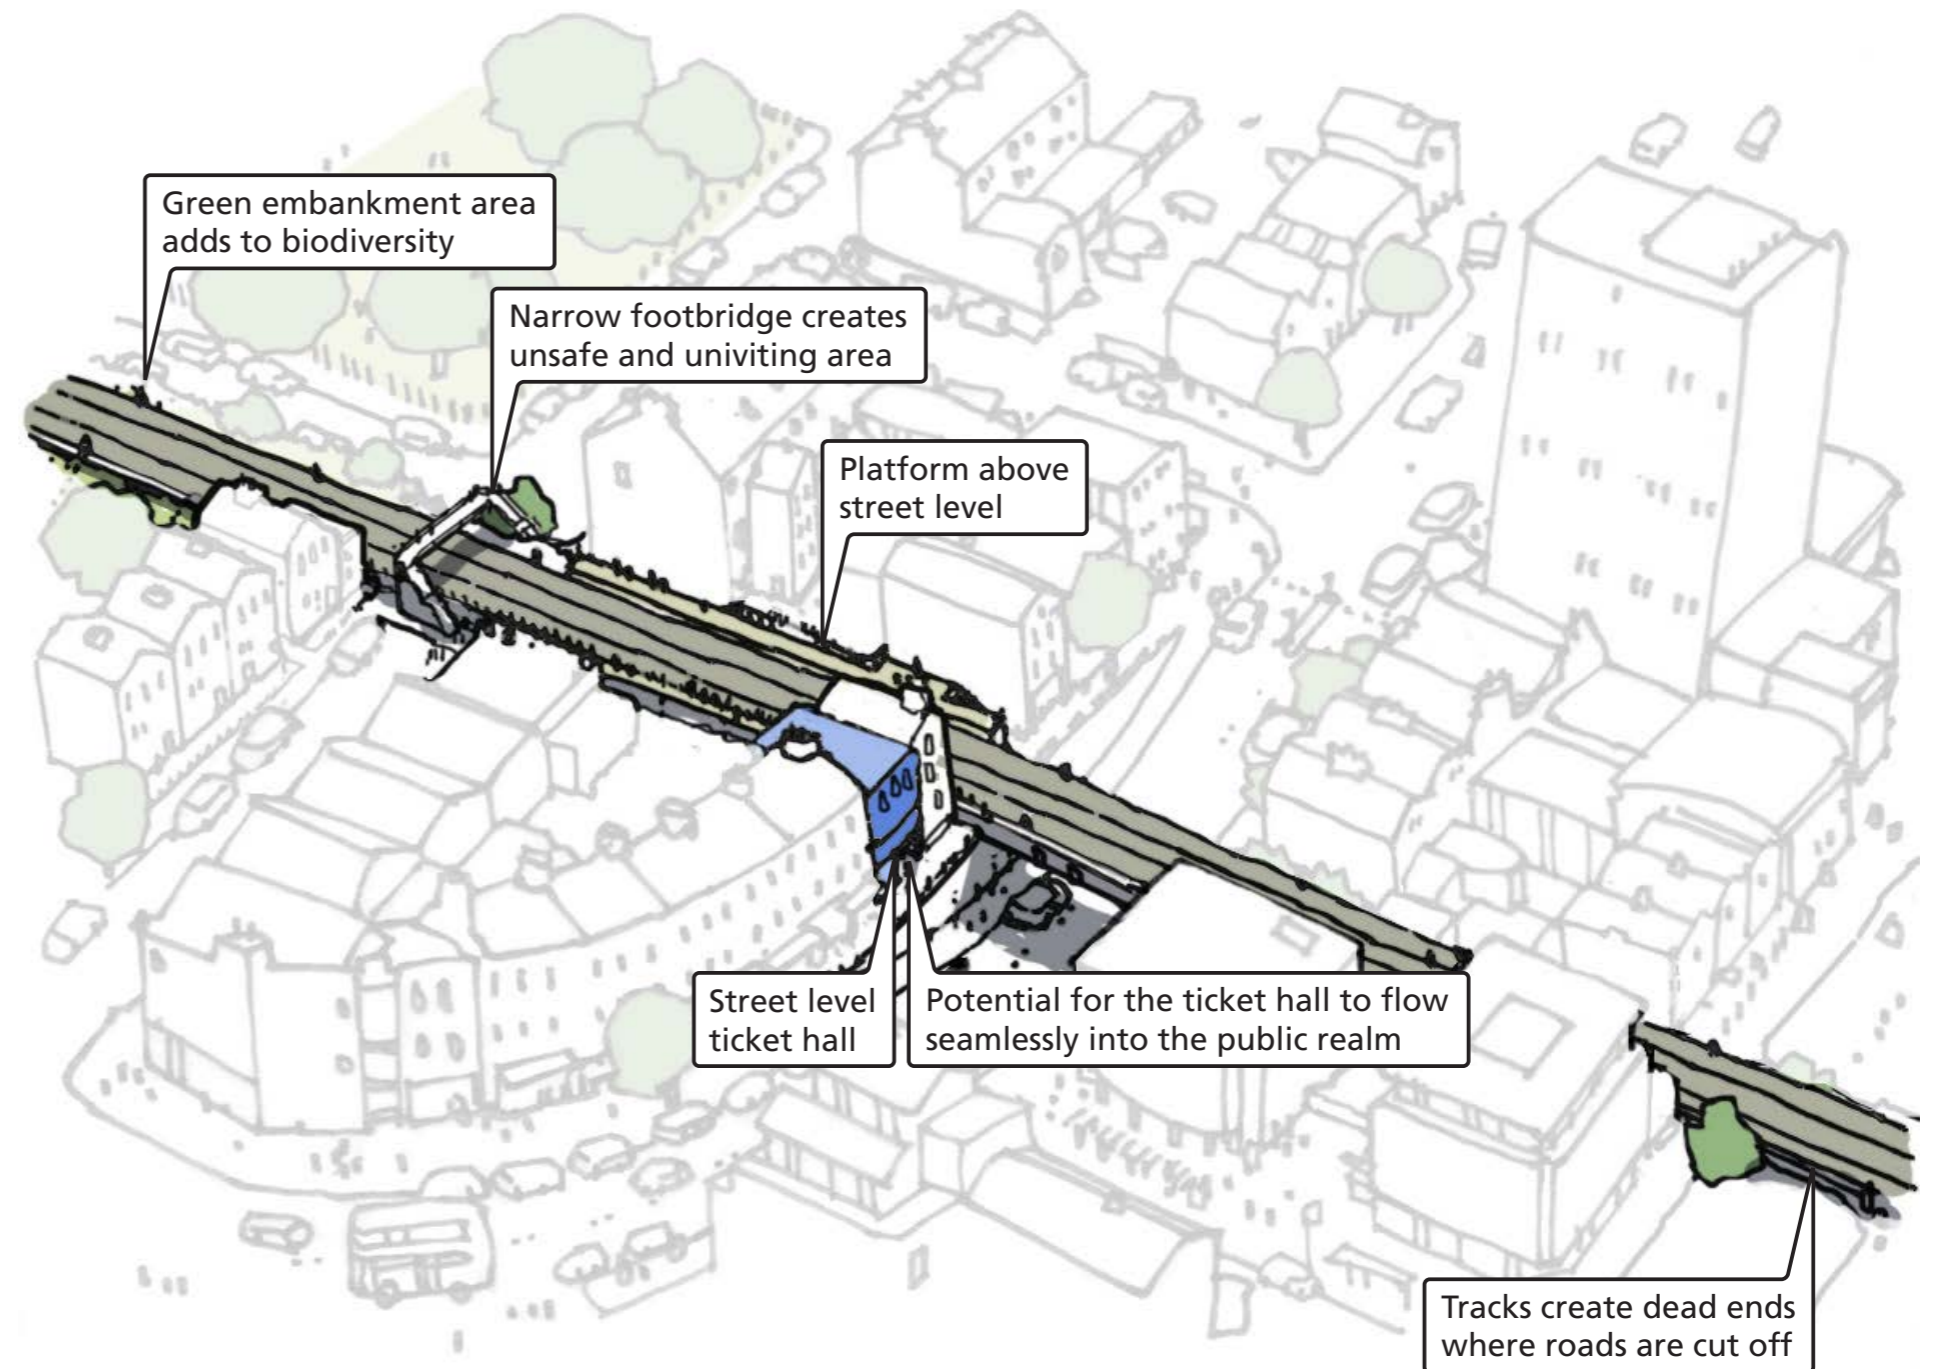 Green embankment area
adds to biodiversity
Narrow footbridge creates
unsafe and univiting area
Platform above
street level
Street level
ticket hall
Potential for the ticket hall to flow
seamlessly into the public realm
Tracks create dead ends
where roads are cut off